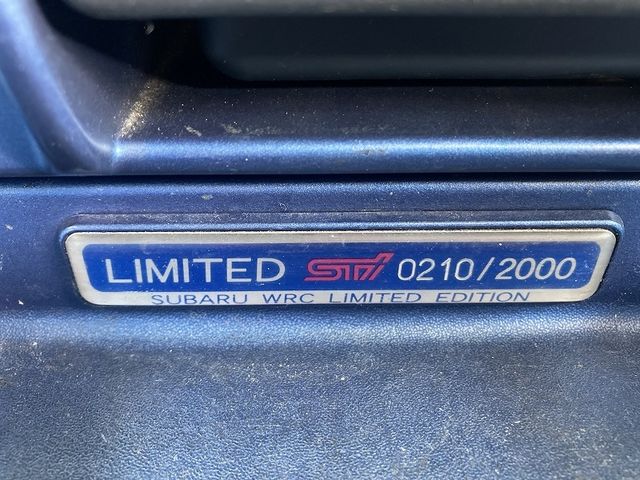 LIMITED STi 0210/2000
SUBARU WRC LIMITED EDITION